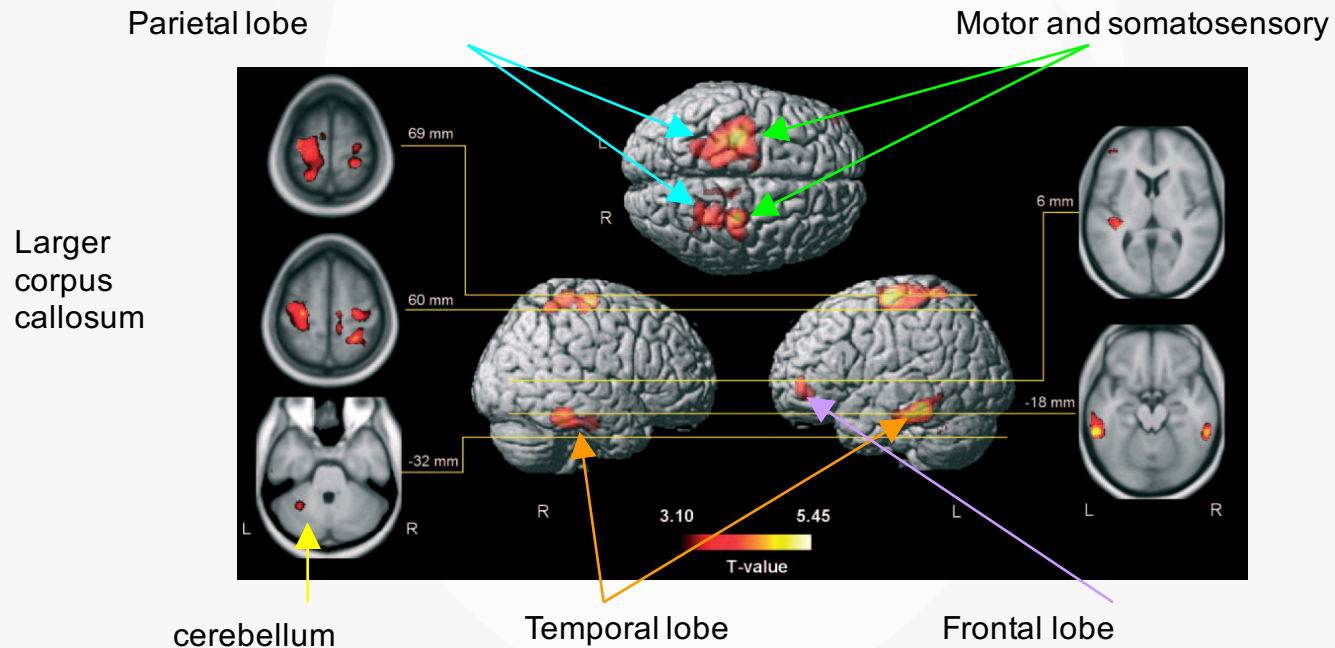 Parietal lobe
Motor and somatosensory
69 mm
L
6 mm
R
Larger
corpus
callosum
60 mm
-18 mm
-32 mm
R
L
L
R
L
R
3.10
5.45
T-value
cerebellum
Temporal lobe
Frontal lobe